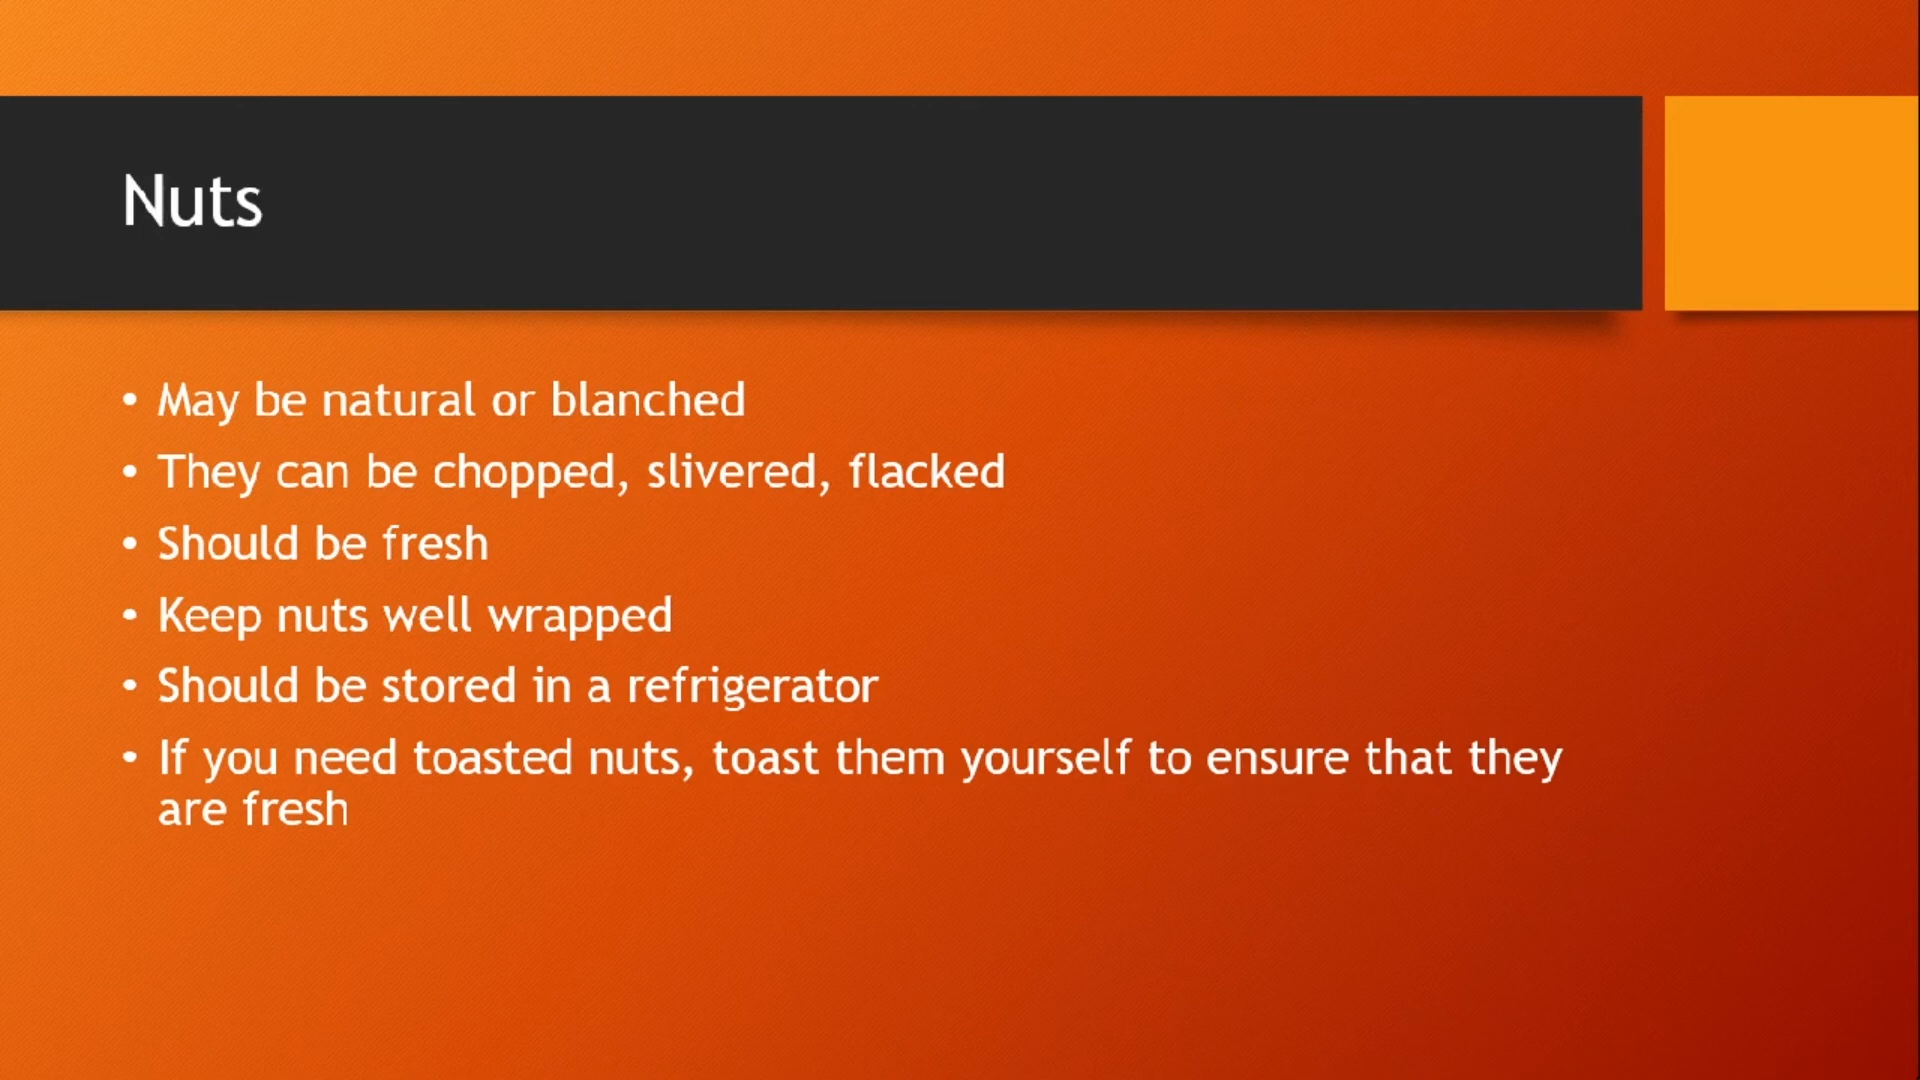 Nuts
• May be natural or blanched
• They can be chopped, slivered, flacked
• Should be fresh
• Keep nuts well wrapped
• Should be stored in a refrigerator
• If you need toasted nuts, toast them yourself to ensure that they
are fresh